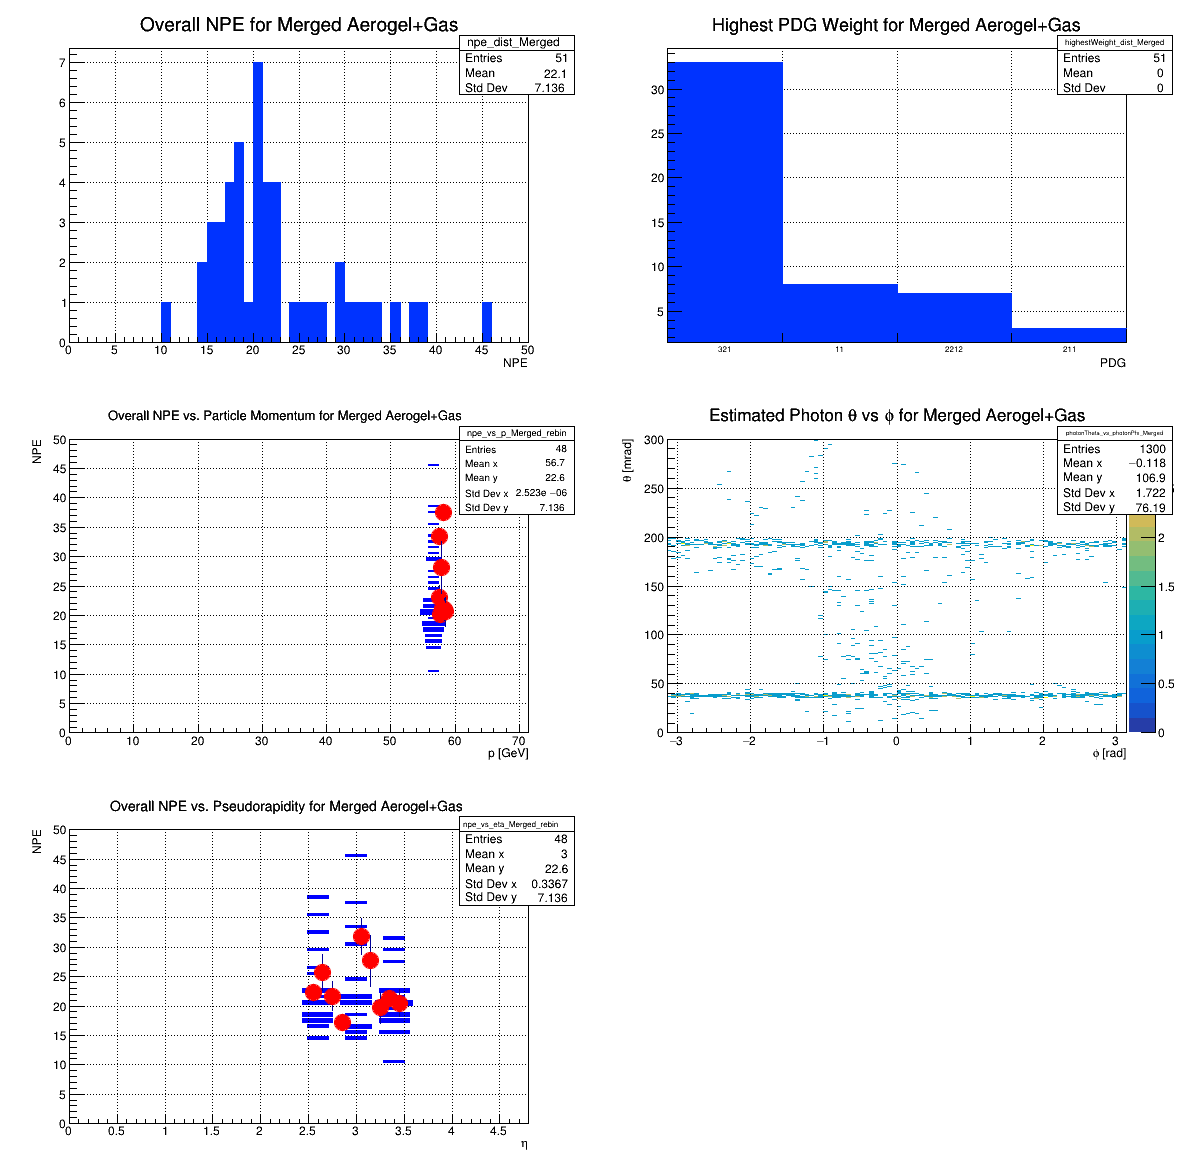 Overall NPE for Merged Aerogel+Gas
npe_dist_Merged
Entries 51
Mean 22.1
Std Dev 7.136
7
6
5
4
3
2
1
0
0 5 10 15 20 25 30 35 40 45 50
NPE
Highest PDG Weight for Merged Aerogel+Gas
highestWeight_dist_Merged
Entries 51
Mean 0
Std Dev 0
30
25
20
15
10
5
321 11 2212 211
PDG
Overall NPE vs. Particle Momentum for Merged Aerogel+Gas
npe_vs_p_Merged_rebin
Entries 48
Mean x 56.7
Mean y 22.6
Std Dev x 2.523e −06
Std Dev y 7.136
NPE
50
45
40
35
30
25
20
15
10
5
0
0 10 20 30 40 50 60 70
p [GeV]
Estimated Photon θ vs ϕ for Merged Aerogel+Gas
photonTheta_vs_photonPhi_Merged
Entries 1300
Mean x −0.118
Mean y 106.9
Std Dev x 1.722
Std Dev y 76.19
θ [mrad]
300
250
200
150
100
50
0
−3 −2 −1 0 1 2 3
ϕ [rad]
2
1.5
1
0.5
0
Overall NPE vs. Pseudorapidity for Merged Aerogel+Gas
npe_vs_eta_Merged_rebin
Entries 48
Mean x 3
Mean y 22.6
Std Dev x 0.3367
Std Dev y 7.136
NPE
50
45
40
35
30
25
20
15
10
5
0
0 0.5 1 1.5 2 2.5 3 3.5 4 4.5
η